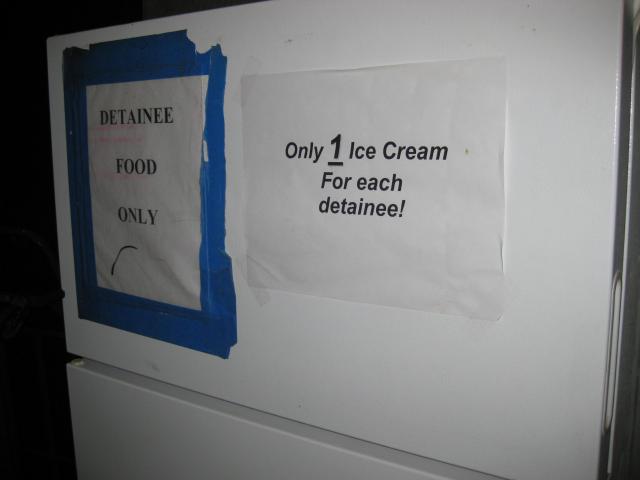 DETAINEE
FOOD
ONLY
Only 1 Ice Cream
For each
detainee!